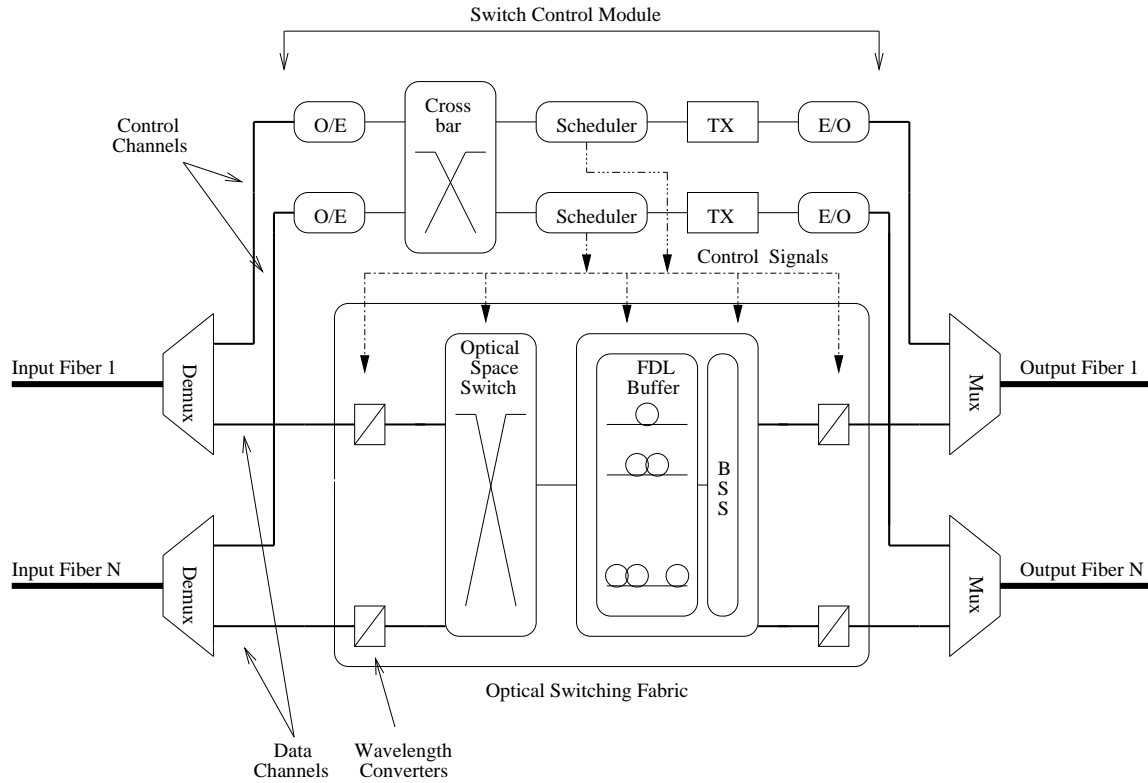 Switch Control Module
Control
Channels
O/E
Cross
bar
Scheduler
TX
E/O
O/E
Scheduler
TX
E/O
Control Signals
Input Fiber 1
Demux
Optical
Space
Switch
FDL
Buffer
B
S
S
Mux
Output Fiber 1
Input Fiber N
Demux
Mux
Output Fiber N
Optical Switching Fabric
Data
Channels
Wavelength
Converters